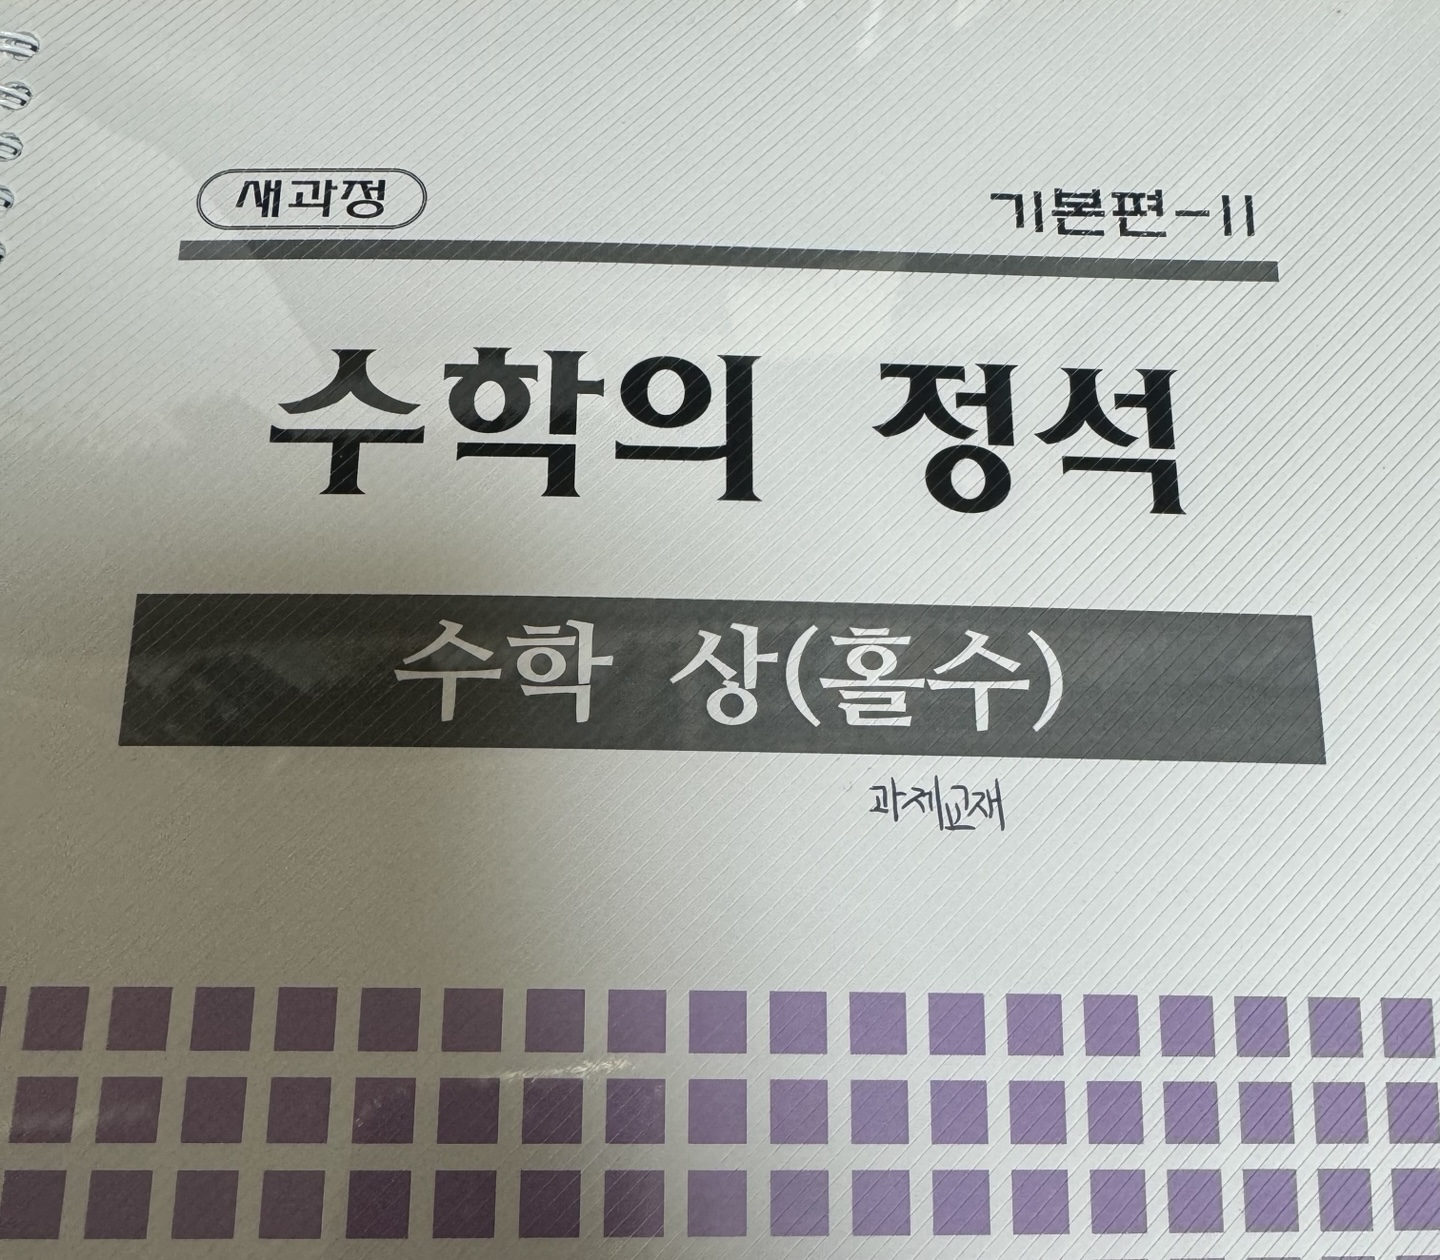 새과정
기본편-II
수학의 정석
수학 상(홀수)
과제교재